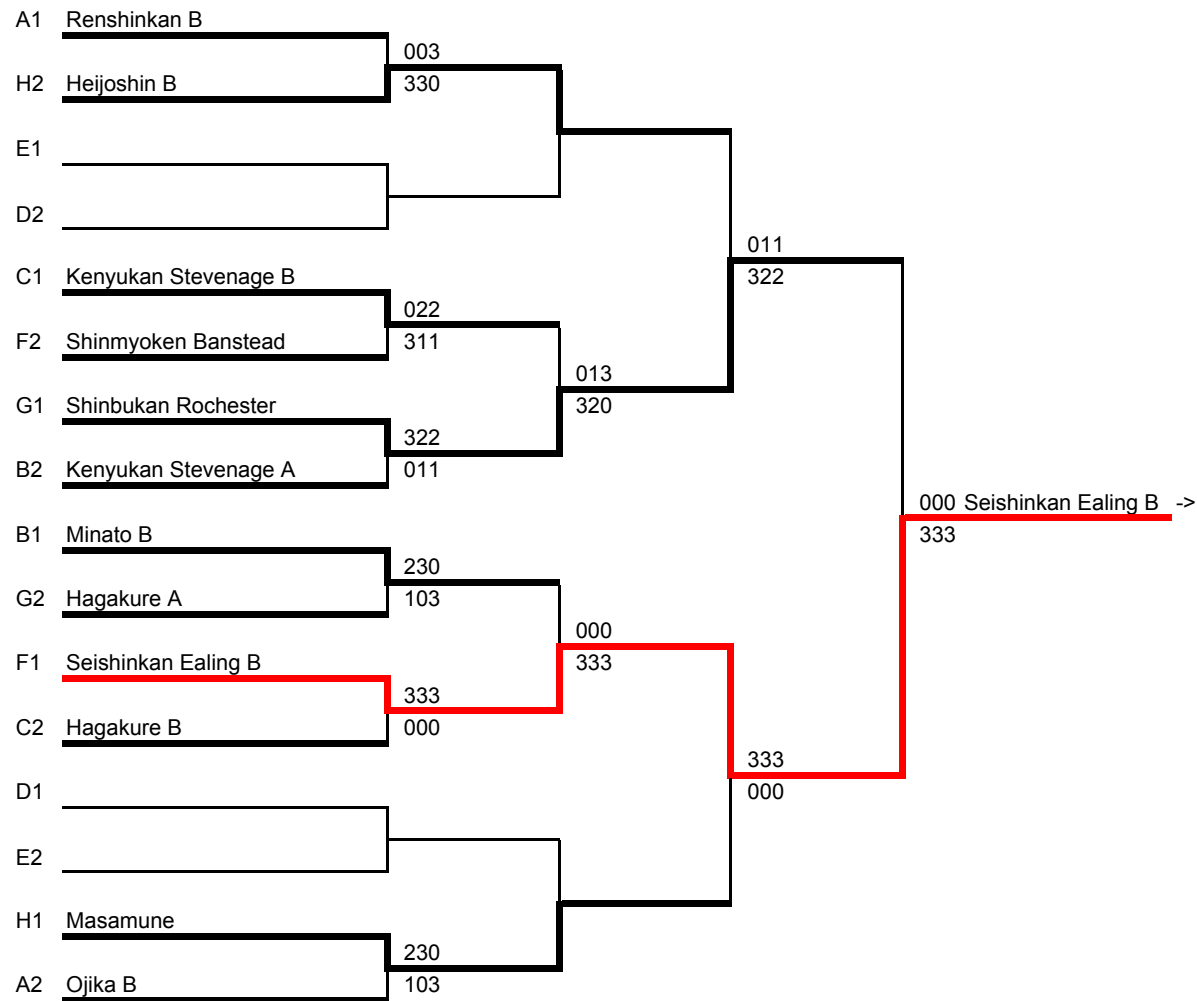 A1 Renshinkan B
003
H2 Heijoshin B 330
E1
D2
011
C1 Kenyukan Stevenage B 322
022
F2 Shinmyoken Banstead 311
013
G1 Shinbukan Rochester 320
322
B2 Kenyukan Stevenage A 011
000 Seishinkan Ealing B ->
B1 Minato B 333
230
G2 Hagakure A 103
000
F1 Seishinkan Ealing B 333
333
C2 Hagakure B 000
333
D1 000
E2
H1 Masamune
230
A2 Ojika B 103